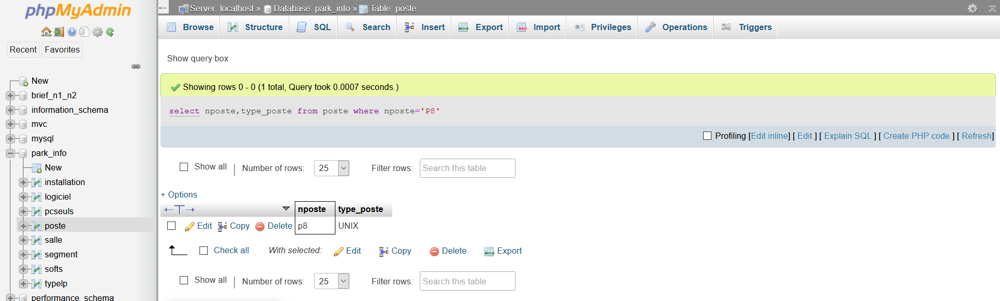 phpMyAdmin
Recent Favorites
New
brief_n1_n2
information_schema
mvc
mysql
park_info
New
installation
logiciel
pcseuls
poste
salle
segment
softs
typelp
performance_schema
Server: localhost » Database: park_info » Table: poste
Browse Structure SQL Search Insert Export Import Privileges Operations Triggers
Show query box
Showing rows 0 - 0 (1 total, Query took 0.0007 seconds.)
select nposte,type_poste from poste where nposte='P8'
Profiling [Edit inline] [ Edit ] [ Explain SQL ] [ Create PHP code ] [ Refresh]
Show all | Number of rows: 25 Filter rows: Search this table
+ Options
←T→ nposte type_poste
Edit Copy Delete p8 UNIX
Check all With selected: Edit Copy Delete Export
Show all | Number of rows: 25 Filter rows: Search this table